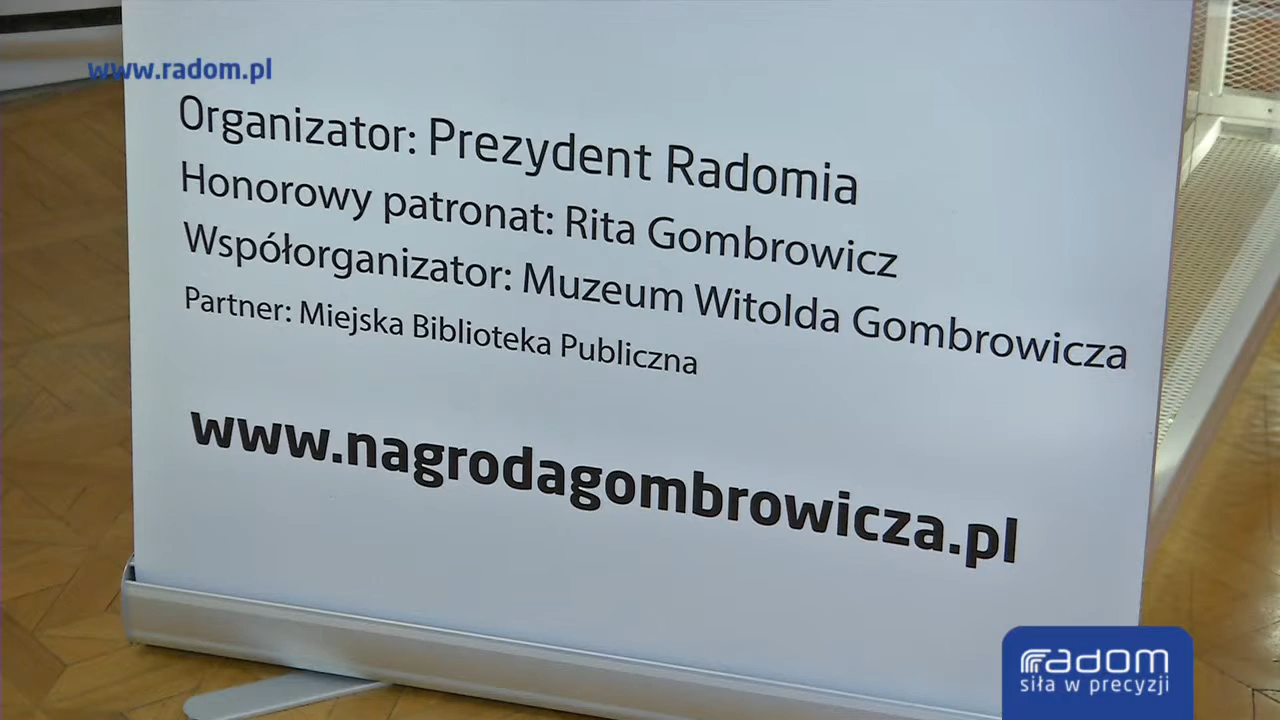 www.radom.pl
Organizator: Prezydent Radomia
Honorowy patronat: Rita Gombrowicz
Współorganizator: Muzeum Witolda Gombrowicza
Partner: Miejska Biblioteka Publiczna
www.nagrodagombrowicza.pl
radom
siła w precyzji